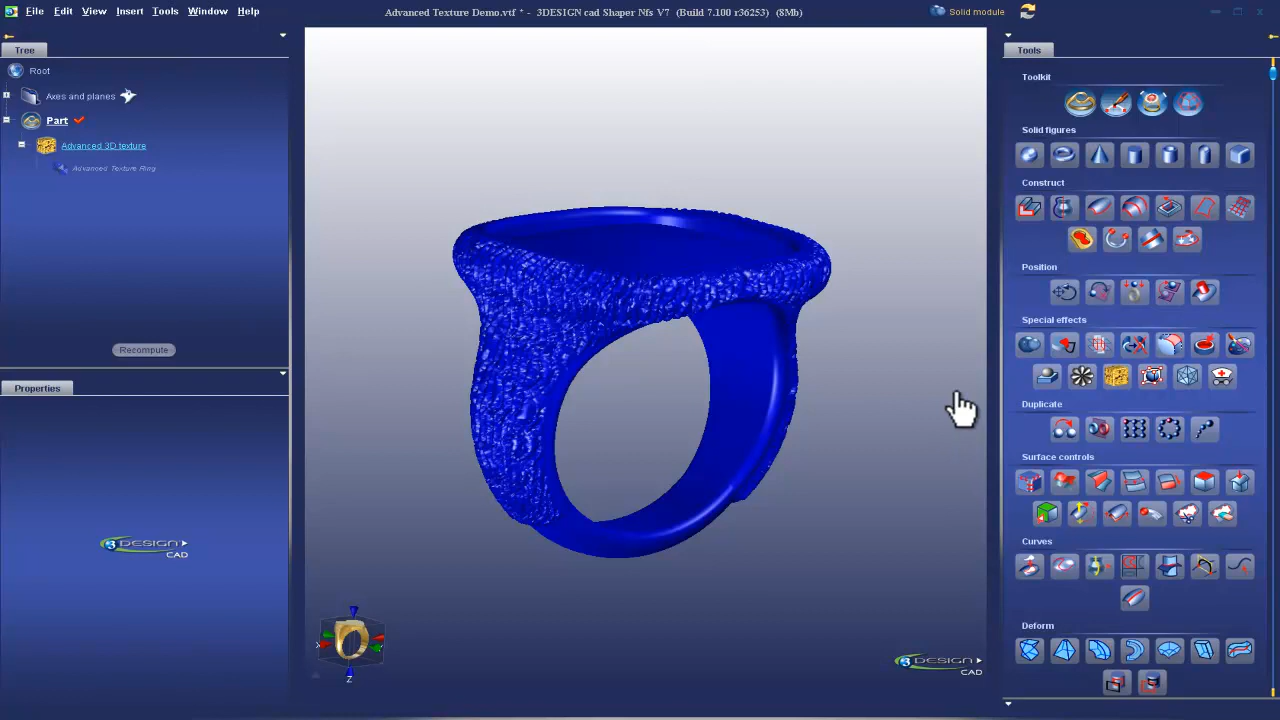 File Edit View Insert Tools Window Help
Advanced Texture Demo.vtf * - 3DESIGN cad Shaper Nfs V7 (Build 7.100 r36253) (8Mb)
Solid module
Tree
Root
Axes and planes
Part
Advanced 3D texture
Advanced Texture Ring
Recompute
Properties
3DESIGN
CAD
Z
3DESIGN
CAD
Tools
Toolkit
Solid figures
Construct
Position
Special effects
Duplicate
Surface controls
Curves
Deform